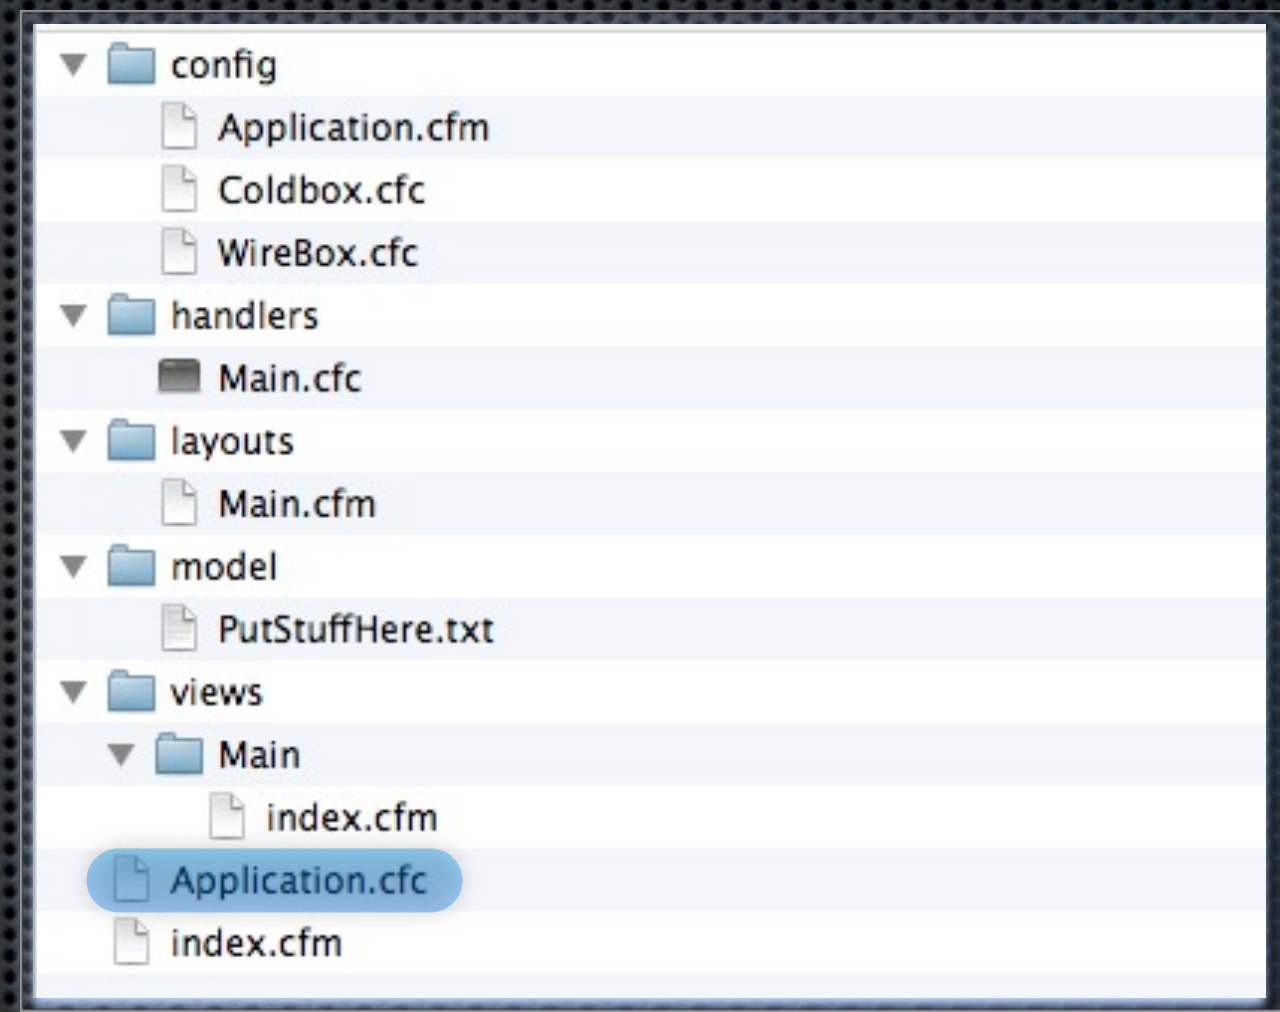 config
Application.cfm
Coldbox.cfc
WireBox.cfc
handlers
Main.cfc
layouts
Main.cfm
model
PutStuffHere.txt
views
Main
index.cfm
Application.cfc
index.cfm